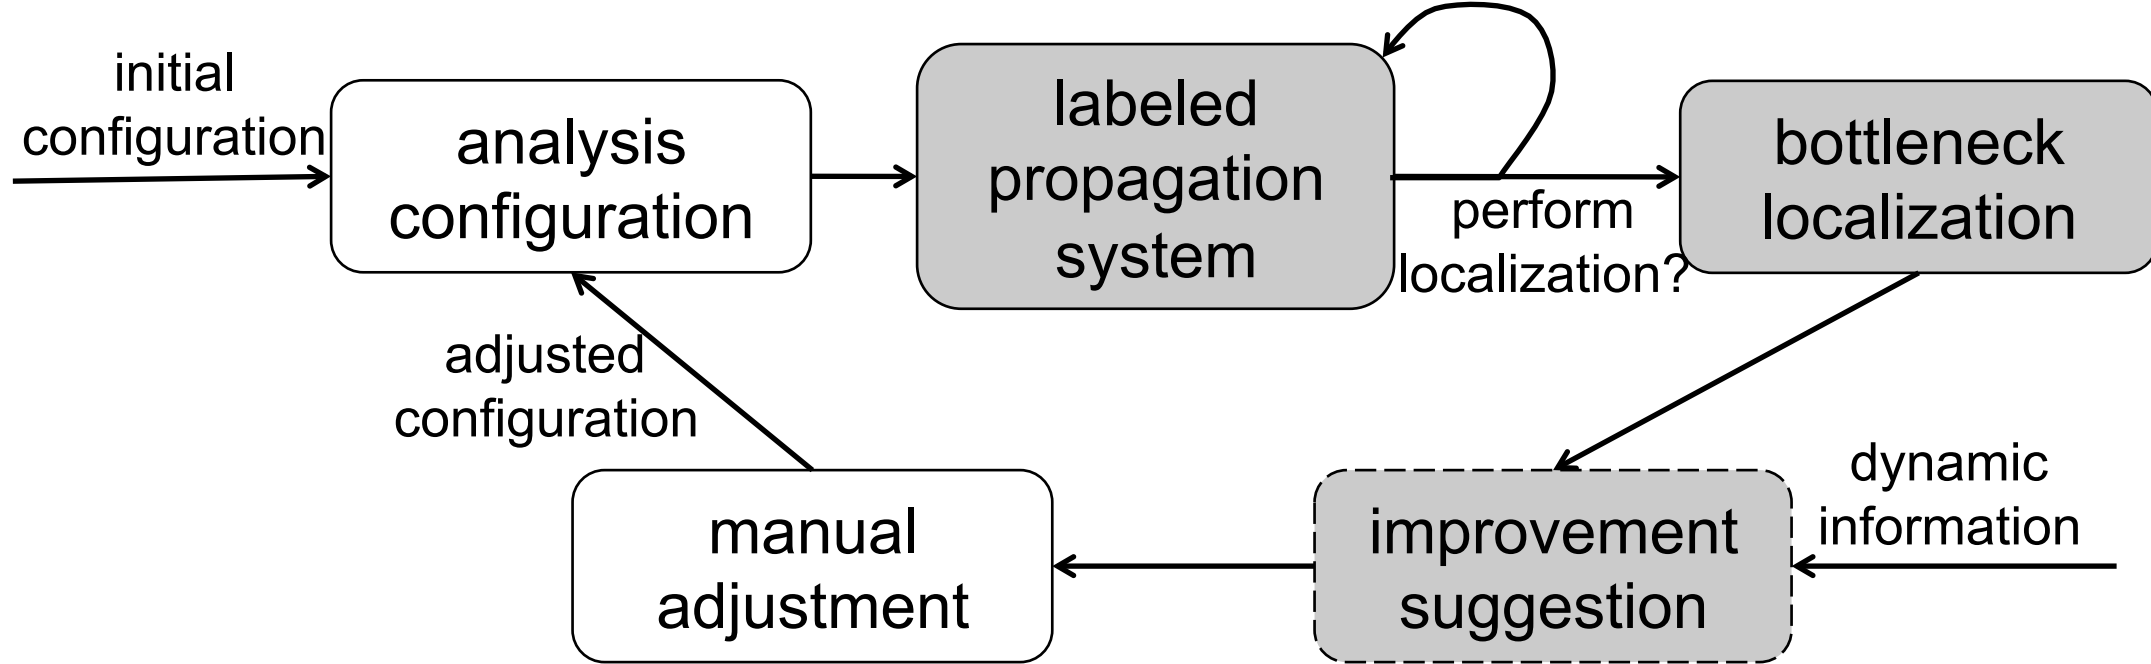 initial
configuration
analysis
configuration
labeled
propagation
system
perform
localization?
bottleneck
localization
adjusted
configuration
manual
adjustment
improvement
suggestion
dynamic
information